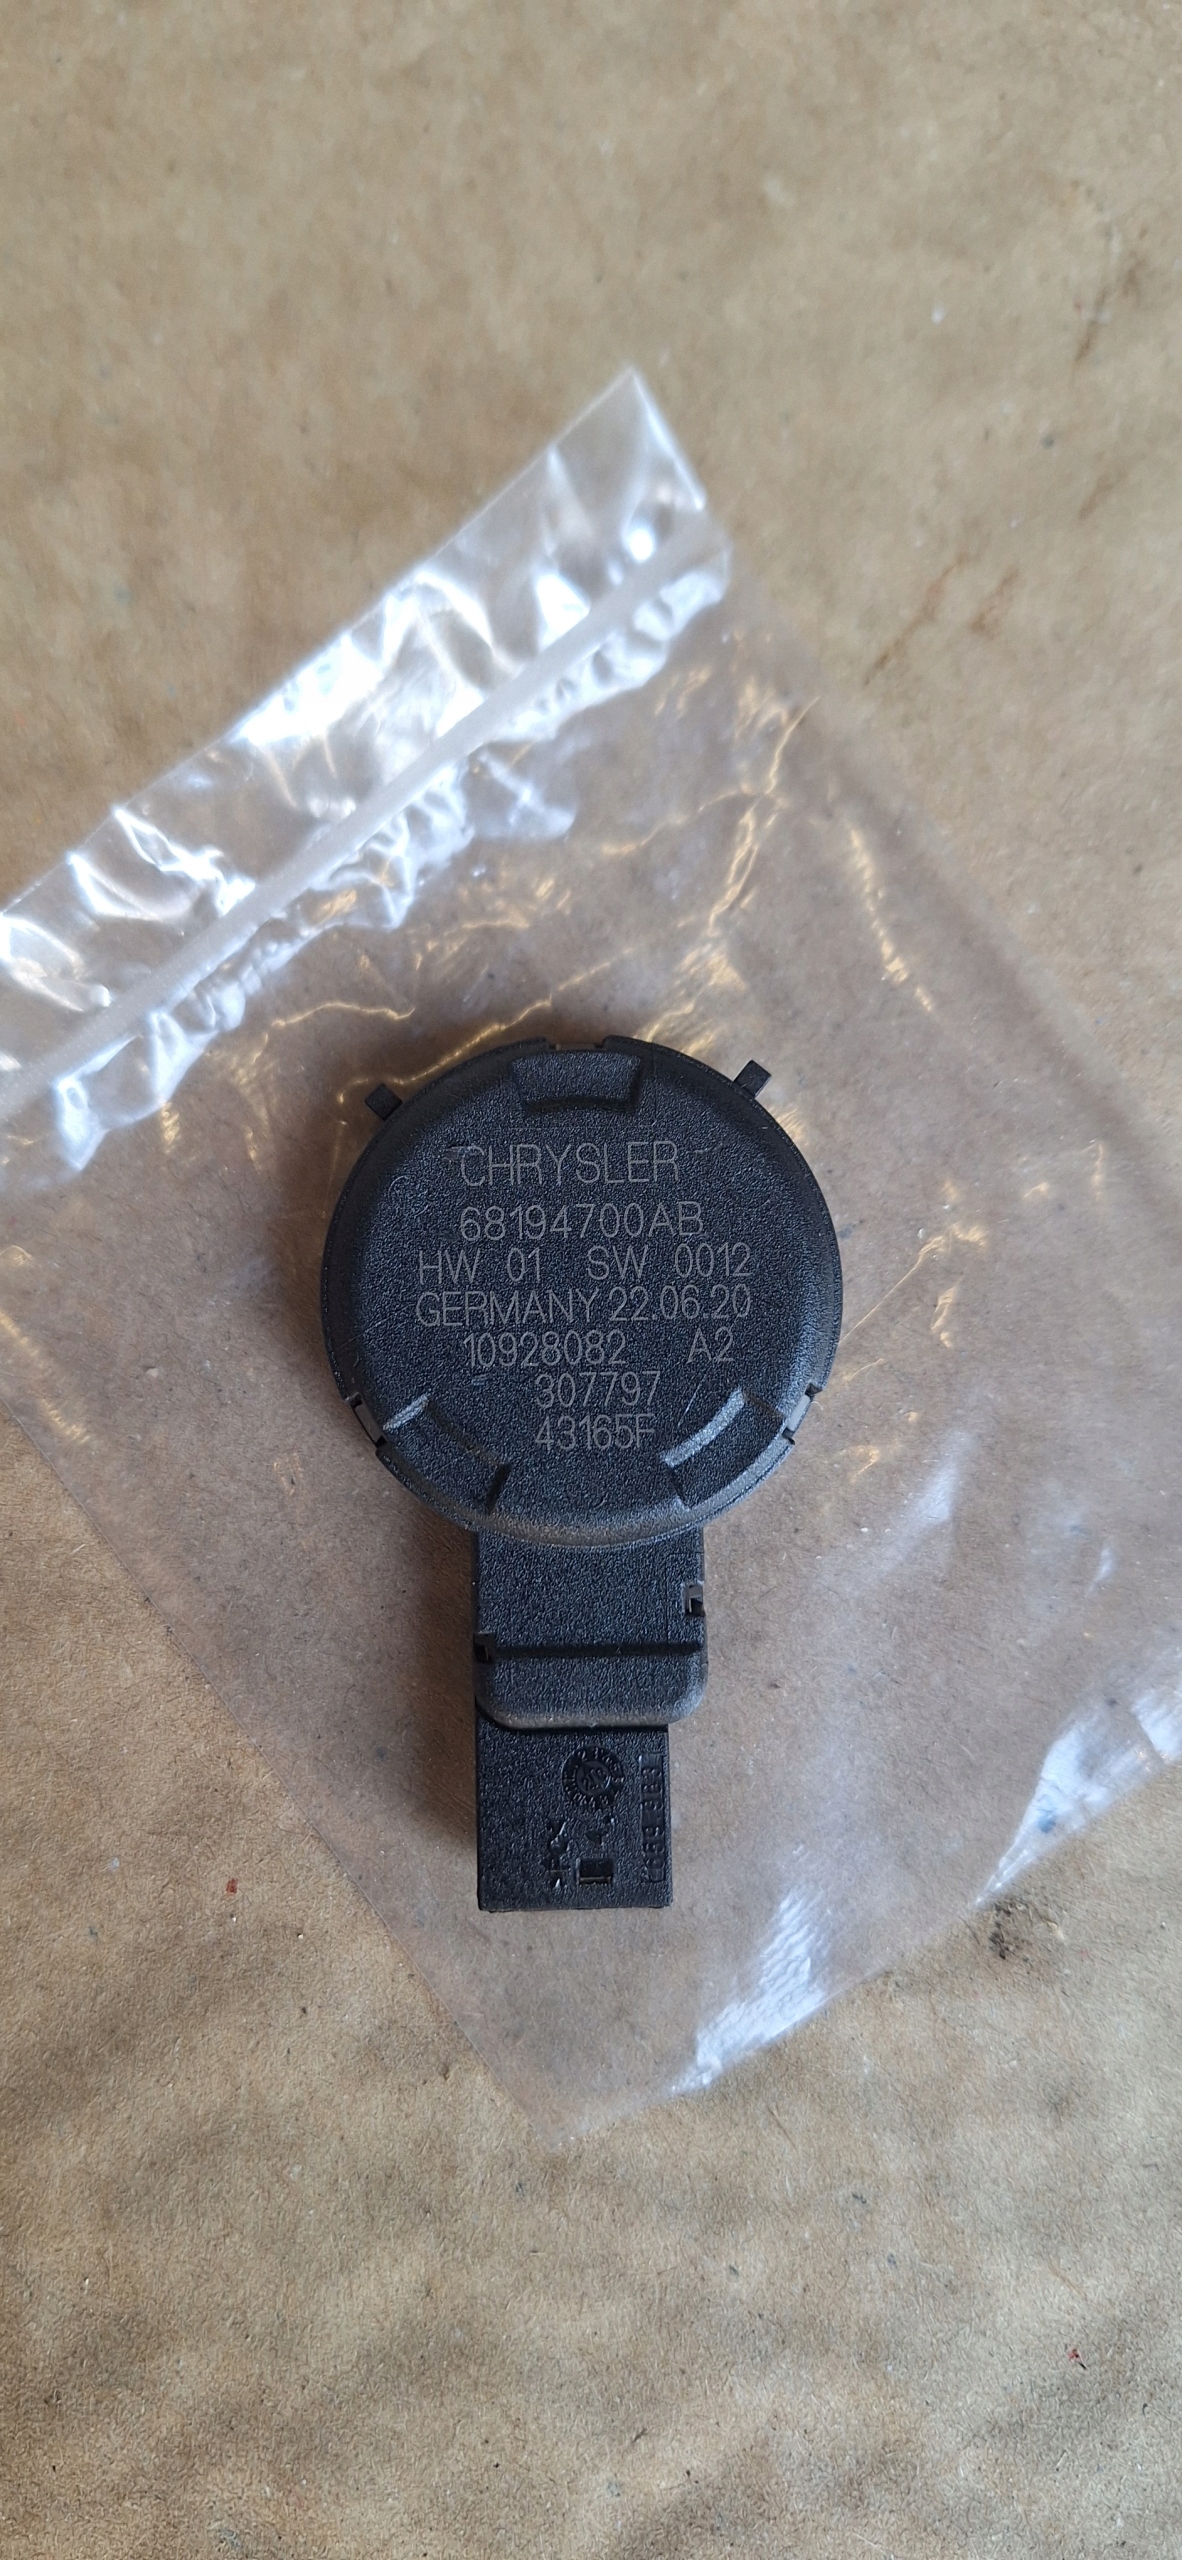 CHRYSLER
68194700AB
HW 01 SW 0012
GERMANY 22.06.20
10928082 A2
307797
43165F